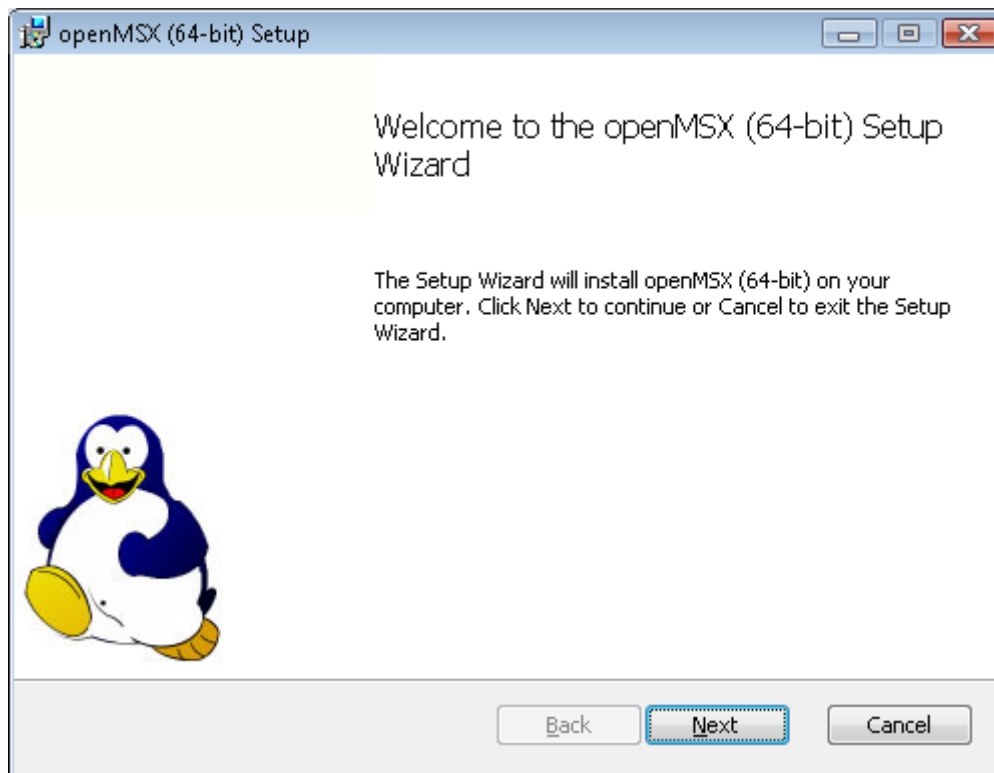 openMSX (64-bit) Setup
Welcome to the openMSX (64-bit) Setup
Wizard
The Setup Wizard will install openMSX (64-bit) on your
computer. Click Next to continue or Cancel to exit the Setup
Wizard.
Back
Next
Cancel